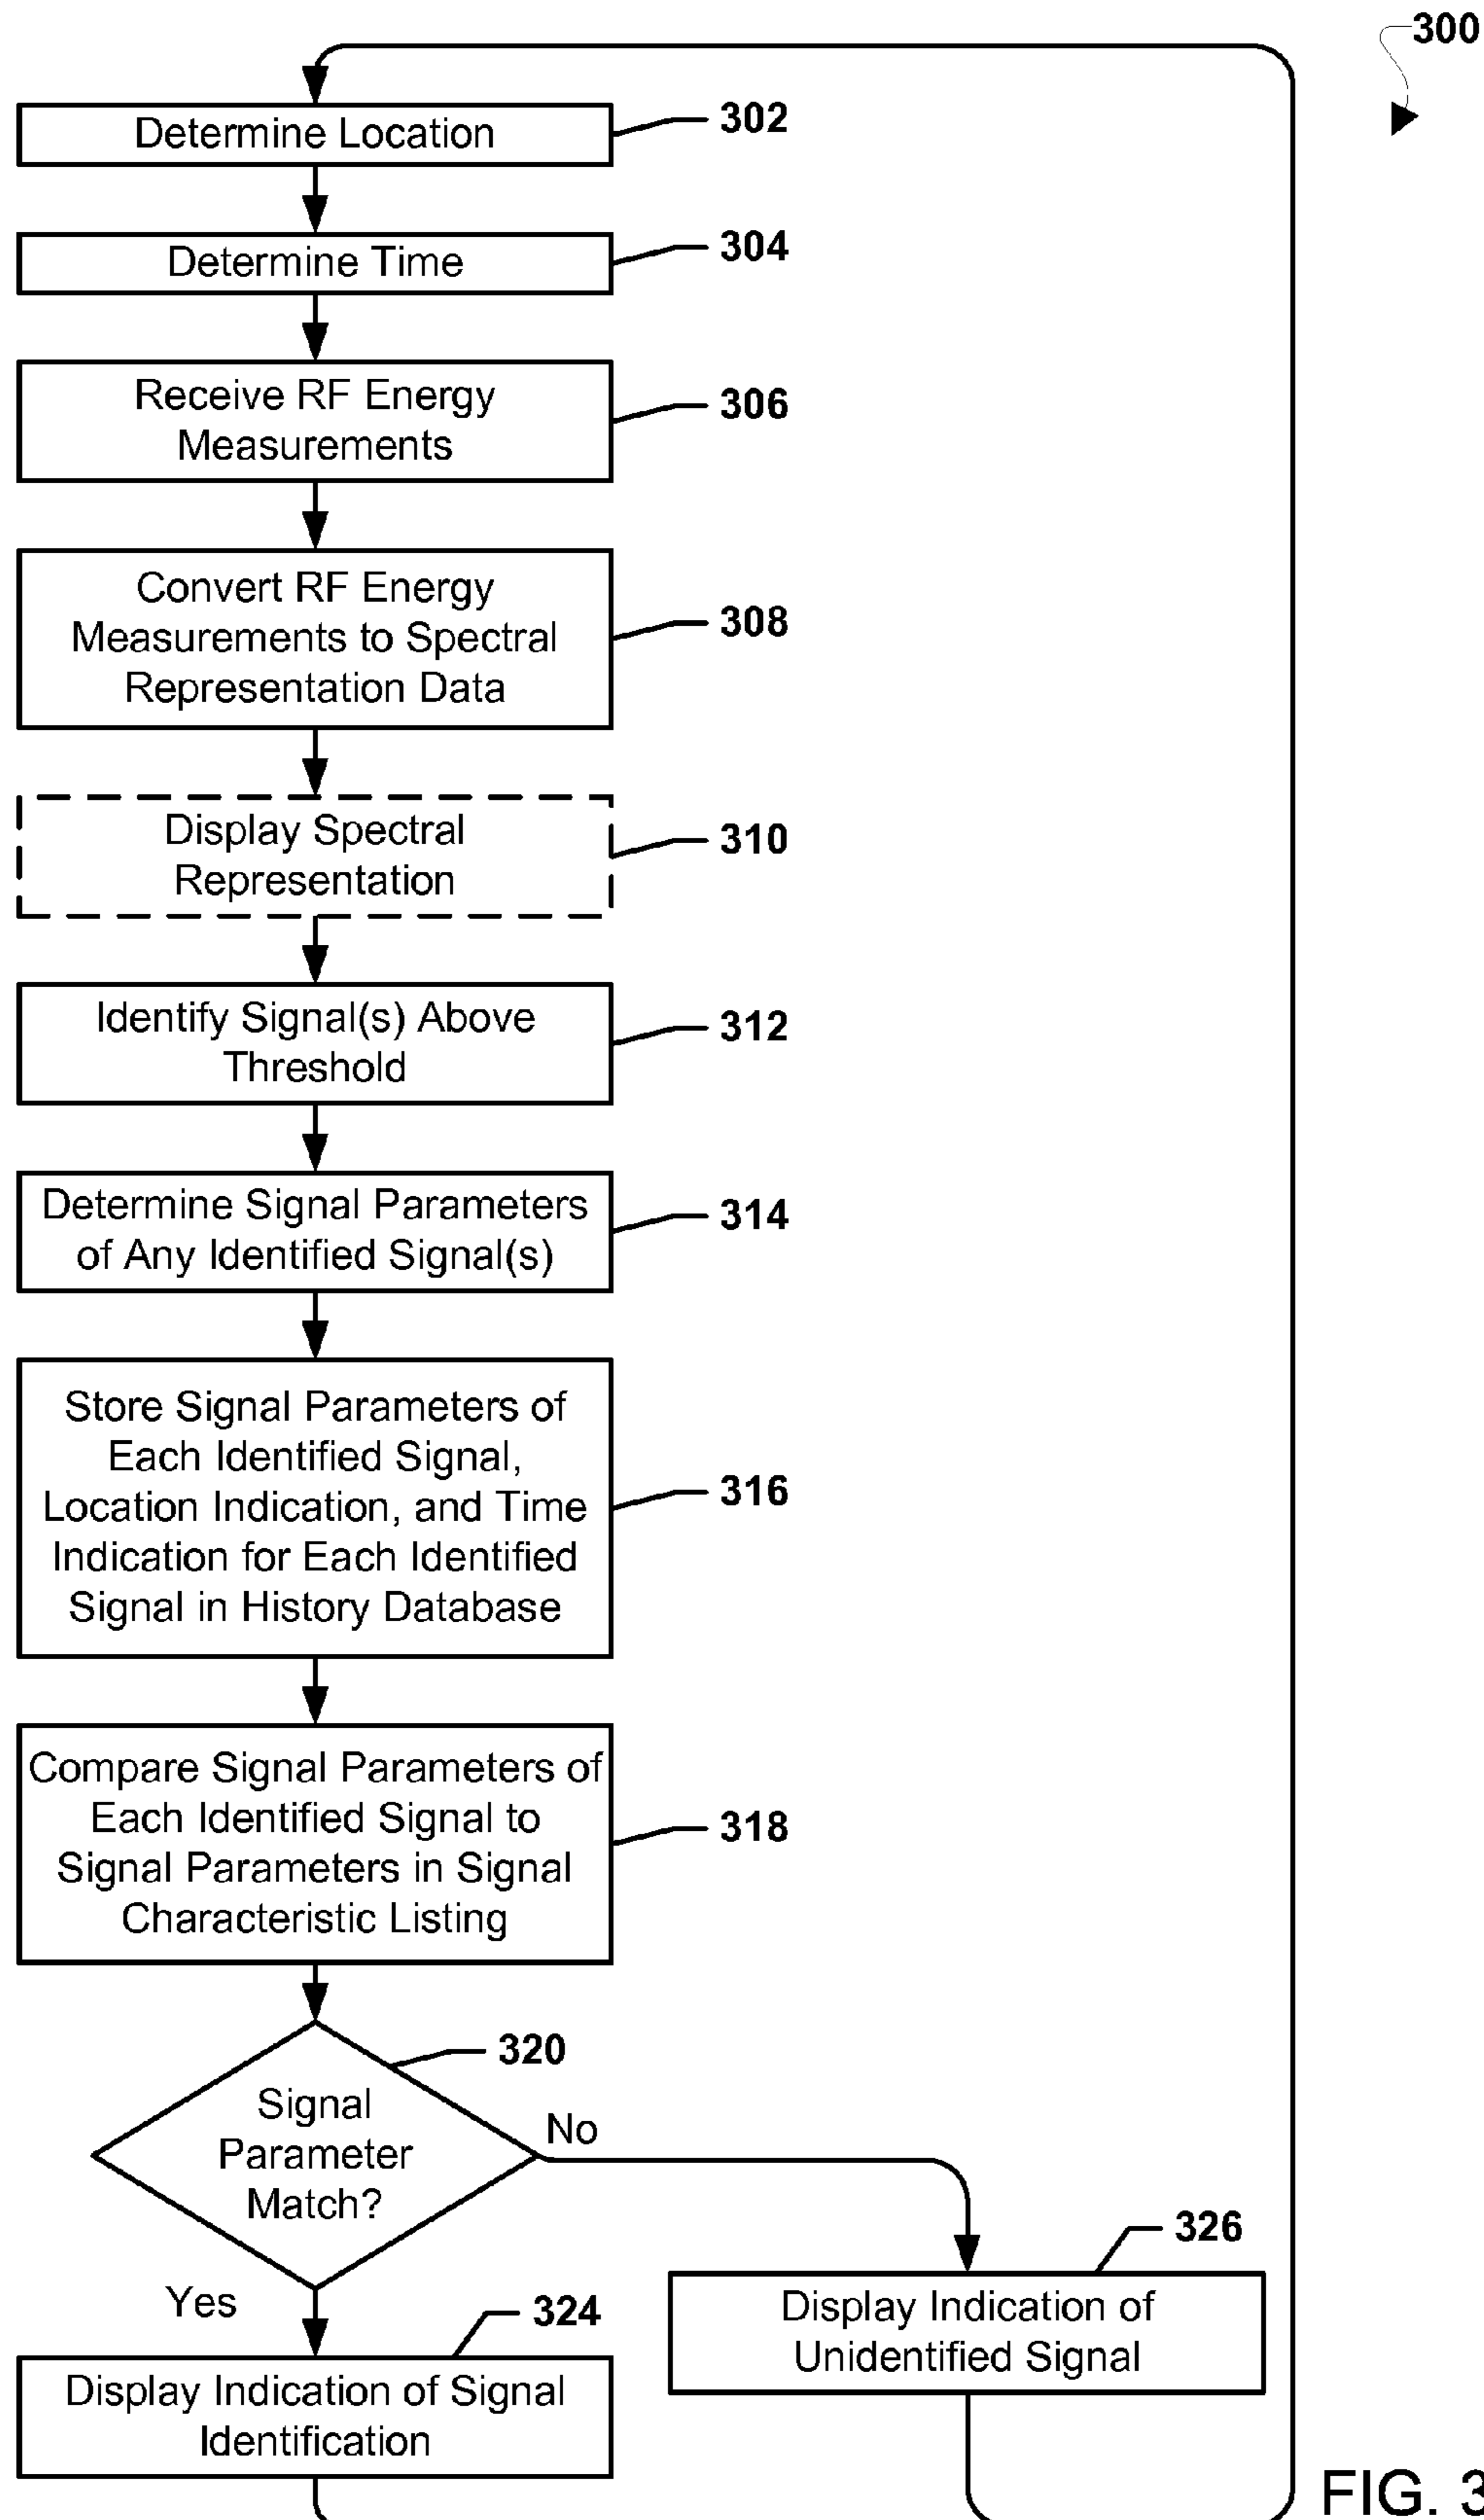 300
Determine Location
302
Determine Time
304
Receive RF Energy
Measurements
306
Convert RF Energy
Measurements to Spectral
Representation Data
308
Display Spectral
Representation
310
Identify Signal(s) Above
Threshold
312
Determine Signal Parameters
of Any Identified Signal(s)
314
Store Signal Parameters of
Each Identified Signal,
Location Indication, and Time
Indication for Each Identified
Signal in History Database
316
Compare Signal Parameters of
Each Identified Signal to
Signal Parameters in Signal
Characteristic Listing
318
320
Signal
Parameter
Match?
No
326
Display Indication of
Unidentified Signal
Yes
324
Display Indication of Signal
Identification
FIG. 3